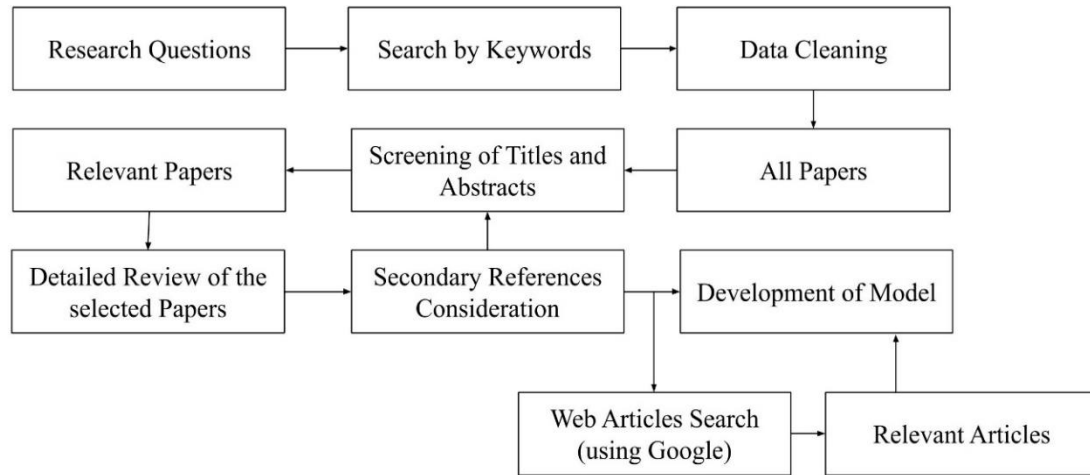 Research Questions
Search by Keywords
Data Cleaning
Relevant Papers
Screening of Titles and
Abstracts
All Papers
Detailed Review of the
selected Papers
Secondary References
Consideration
Development of Model
Web Articles Search
(using Google)
Relevant Articles